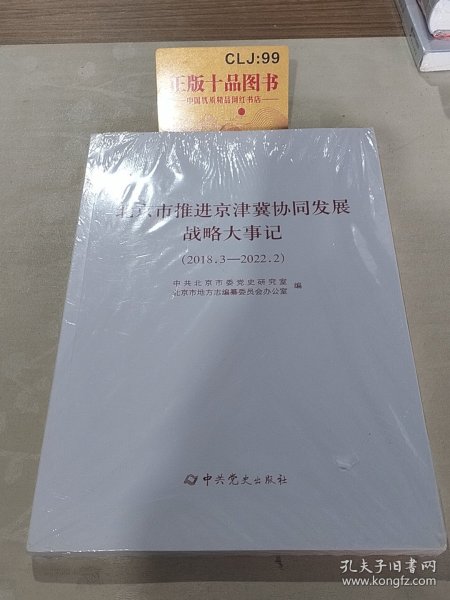 CLJ:99
正版十品图书
中国优质精品网红书店
北京市推进京津冀协同发展
战略大事记
(2018.3—2022.2)
中共北京市委党史研究室
北京市地方志编纂委员会办公室 编
中共党史出版社
孔夫子旧书网
www.kongfz.com